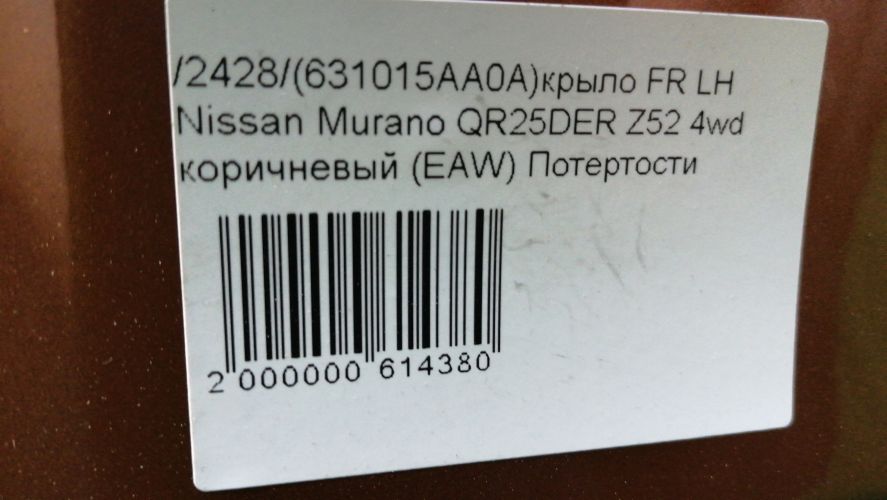 /2428/(631015AA0A)крыло FR LH
Nissan Murano QR25DER Z52 4wd
коричневый (EAW) Потертости
2 000000 614380